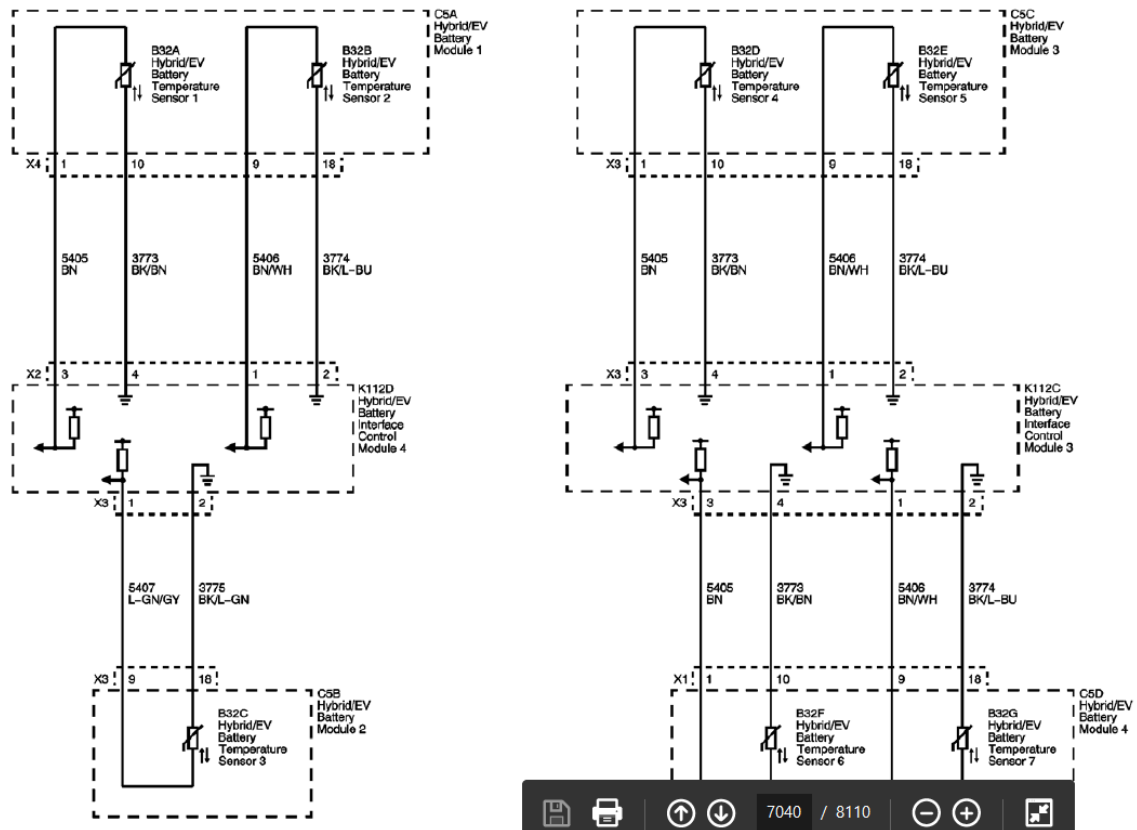 C5A
Hybrid/EV
Battery
Module 1
B32A
Hybrid/EV
Battery
Temperature
Sensor 1
B32B
Hybrid/EV
Battery
Temperature
Sensor 2
X4 1 10 9 18
5405
BN
3773
BK/BN
5406
BN/WH
3774
BK/L-BU
X2 3 4 1 2
K112D
Hybrid/EV
Battery
Interface
Control
Module 4
X3 1 2
5407
L-GN/GY
3775
BK/L-GN
X3 9 18
C5B
Hybrid/EV
Battery
Module 2
B32C
Hybrid/EV
Battery
Temperature
Sensor 3
C5C
Hybrid/EV
Battery
Module 3
B32D
Hybrid/EV
Battery
Temperature
Sensor 4
B32E
Hybrid/EV
Battery
Temperature
Sensor 5
X3 1 10 9 18
5405
BN
3773
BK/BN
5406
BN/WH
3774
BK/L-BU
X3 3 4 1 2
K112C
Hybrid/EV
Battery
Interface
Control
Module 3
X3 3 4 1 2
5405
BN
3773
BK/BN
5406
BN/WH
3774
BK/L-BU
X1 1 10 9 18
C5D
Hybrid/EV
Battery
Module 4
B32F
Hybrid/EV
Battery
Temperature
Sensor 6
B32G
Hybrid/EV
Battery
Temperature
Sensor 7
7040 / 8110